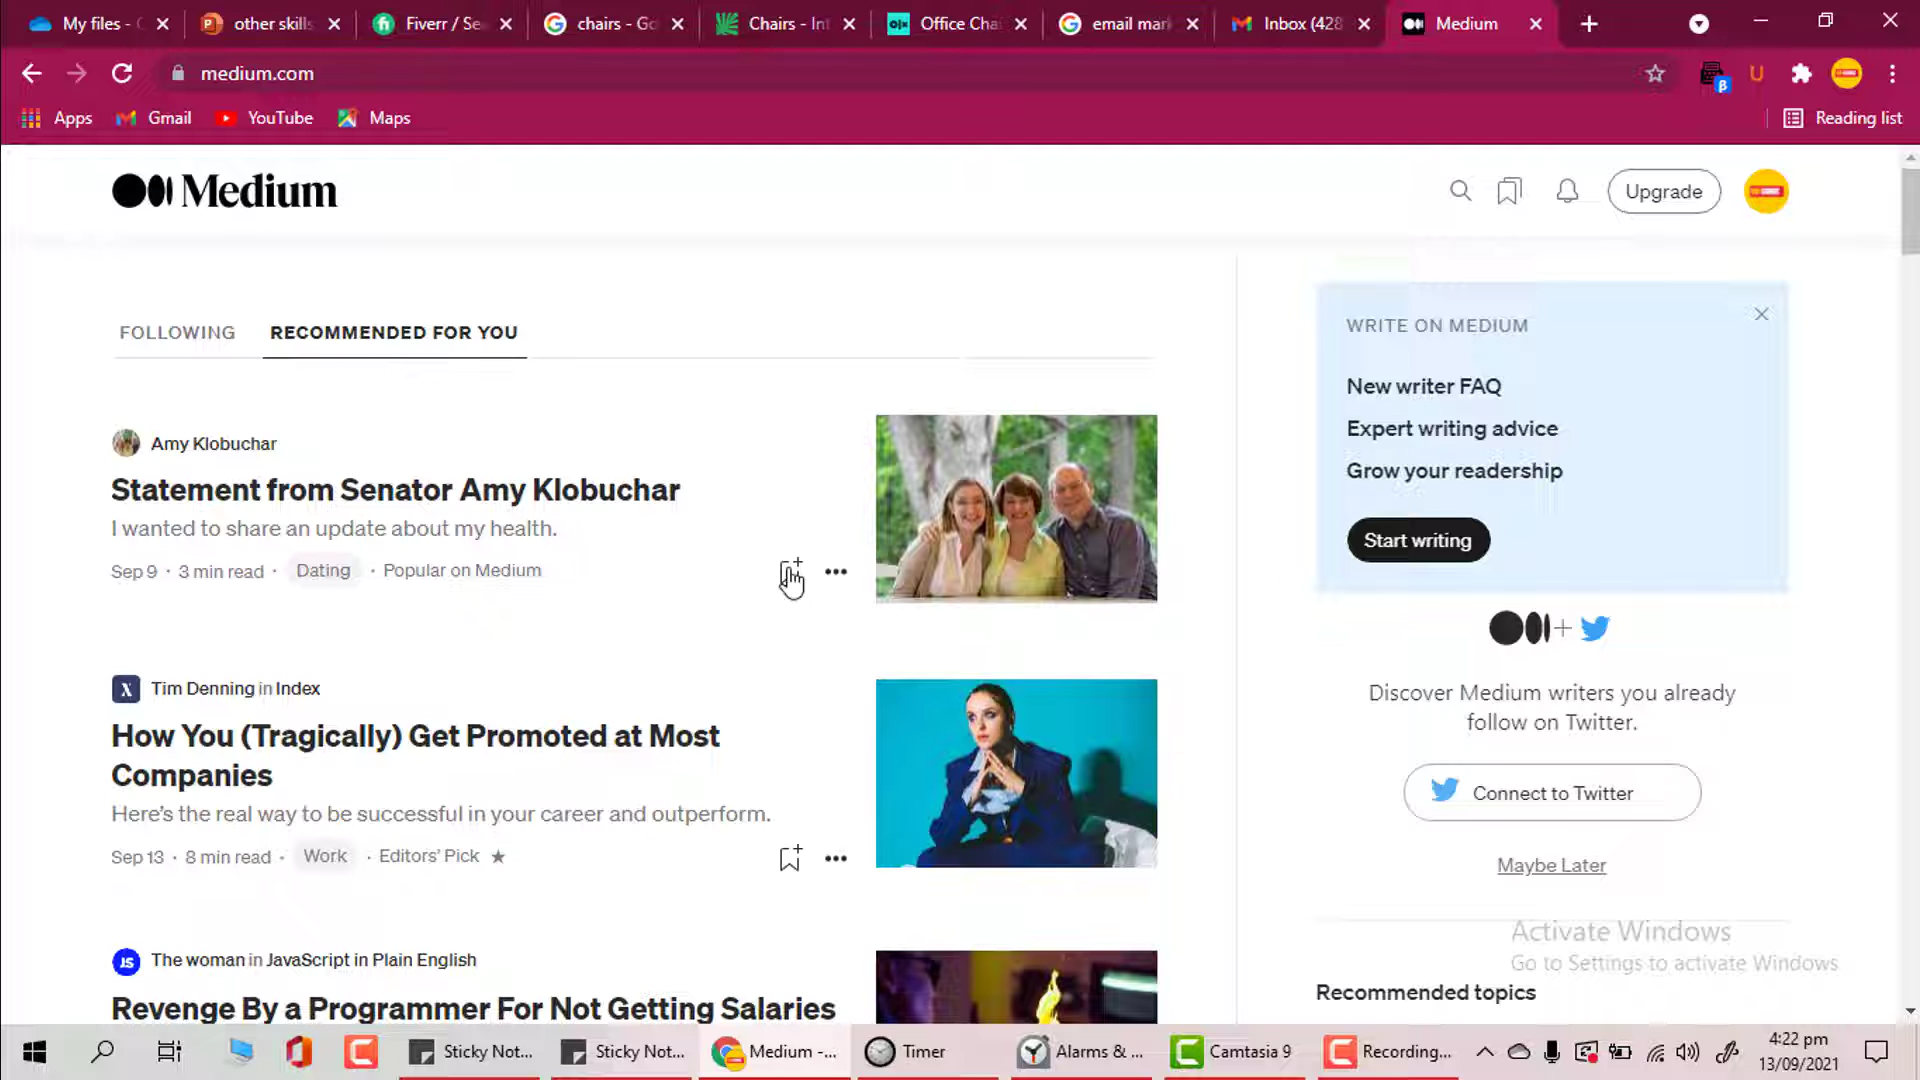 My files - C
other skills
Fiverr / Se
chairs - Go
Chairs - Int
Office Chai
email mark
Inbox (428
Medium
medium.com
β
U
Apps
Gmail
YouTube
Maps
Reading list
Medium
Upgrade
FOLLOWING
RECOMMENDED FOR YOU
Amy Klobuchar
Statement from Senator Amy Klobuchar
I wanted to share an update about my health.
Sep 9 · 3 min read · Dating · Popular on Medium
Tim Denning in Index
How You (Tragically) Get Promoted at Most
Companies
Here's the real way to be successful in your career and outperform.
Sep 13 · 8 min read · Work · Editors' Pick ★
JS
The woman in JavaScript in Plain English
Revenge By a Programmer For Not Getting Salaries
WRITE ON MEDIUM
New writer FAQ
Expert writing advice
Grow your readership
Start writing
Discover Medium writers you already
follow on Twitter.
Connect to Twitter
Maybe Later
Activate Windows
Go to Settings to activate Windows
Recommended topics
Sticky Not...
Sticky Not...
Medium -...
Timer
Alarms & ...
Camtasia 9
Recording...
4:22 pm
13/09/2021